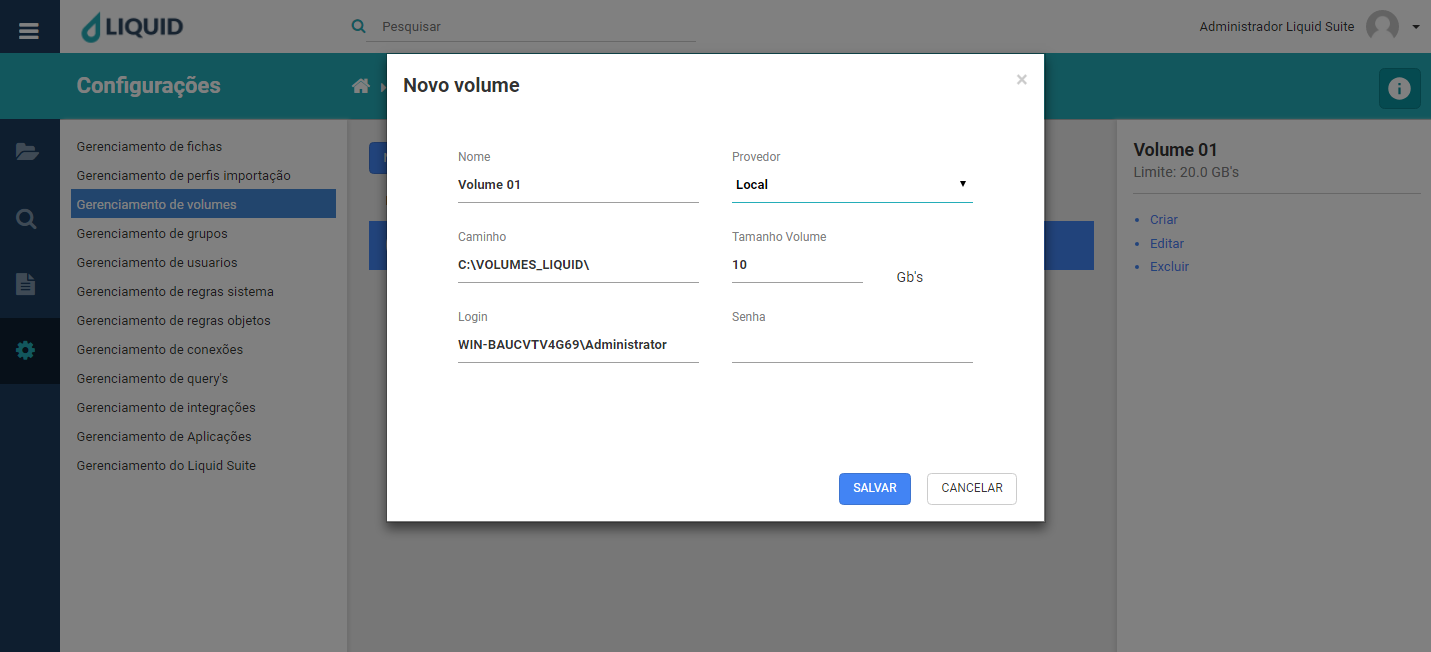 LIQUID
Pesquisar
Administrador Liquid Suite
Configurações
Gerenciamento de fichas
Gerenciamento de perfis importação
Gerenciamento de volumes
Gerenciamento de grupos
Gerenciamento de usuarios
Gerenciamento de regras sistema
Gerenciamento de regras objetos
Gerenciamento de conexões
Gerenciamento de query's
Gerenciamento de integrações
Gerenciamento de Aplicações
Gerenciamento do Liquid Suite
Novo volume
×
Nome
Provedor
Volume 01
Local
Caminho
Tamanho Volume
C:\VOLUMES_LIQUID\
10
Gb's
Login
Senha
WIN-BAUCVTV4G69\Administrator
SALVAR
CANCELAR
Volume 01
Limite: 20.0 GB's
Criar
Editar
Excluir